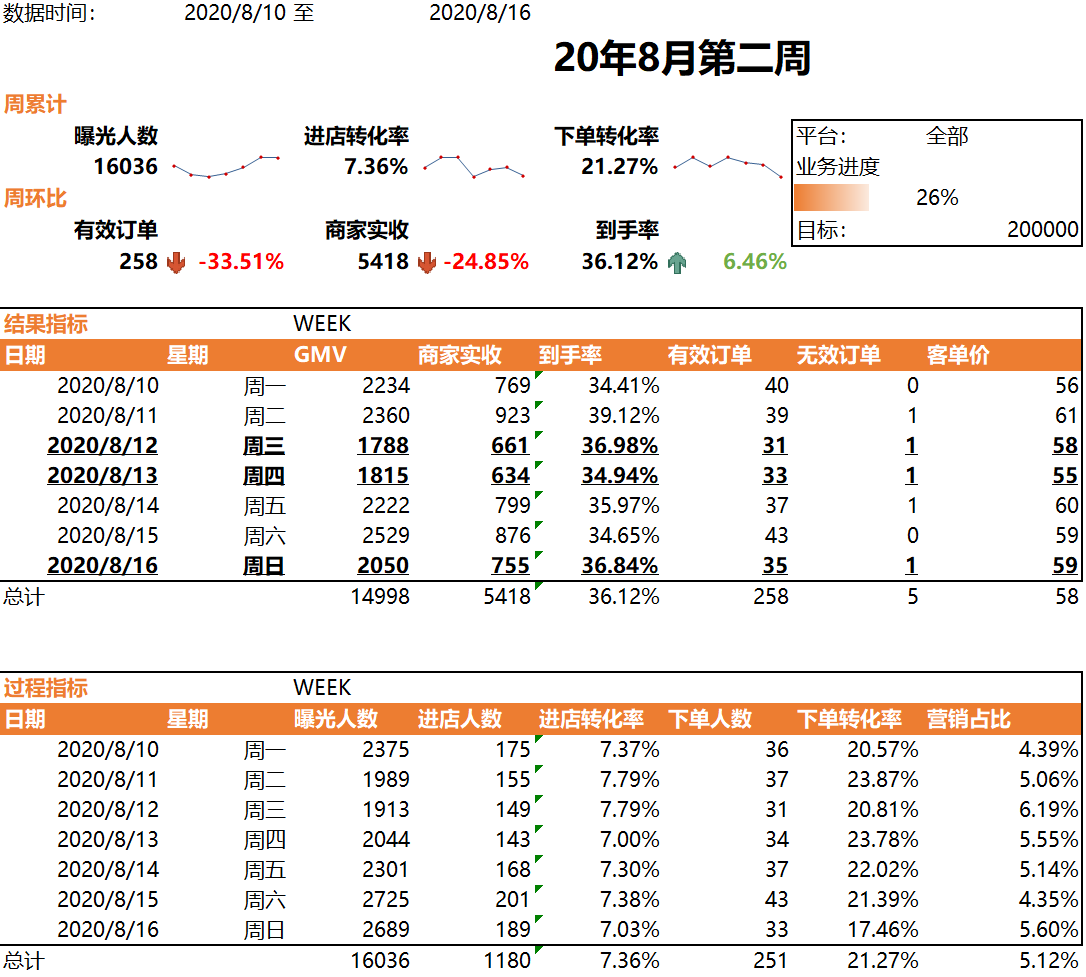 数据时间： 2020/8/10 至 2020/8/16
20年8月第二周
周累计
曝光人数 进店转化率 下单转化率
16036 7.36% 21.27%
平台： 全部
业务进度
26%
目标： 200000
周环比
有效订单 商家实收 到手率
258 -33.51% 5418 -24.85% 36.12% 6.46%
结果指标 WEEK
日期 星期 GMV 商家实收 到手率 有效订单 无效订单 客单价
2020/8/10 周一 2234 769 34.41% 40 0 56
2020/8/11 周二 2360 923 39.12% 39 1 61
2020/8/12 周三 1788 661 36.98% 31 1 58
2020/8/13 周四 1815 634 34.94% 33 1 55
2020/8/14 周五 2222 799 35.97% 37 1 60
2020/8/15 周六 2529 876 34.65% 43 0 59
2020/8/16 周日 2050 755 36.84% 35 1 59
总计 14998 5418 36.12% 258 5 58
过程指标 WEEK
日期 星期 曝光人数 进店人数 进店转化率 下单人数 下单转化率 营销占比
2020/8/10 周一 2375 175 7.37% 36 20.57% 4.39%
2020/8/11 周二 1989 155 7.79% 37 23.87% 5.06%
2020/8/12 周三 1913 149 7.79% 31 20.81% 6.19%
2020/8/13 周四 2044 143 7.00% 34 23.78% 5.55%
2020/8/14 周五 2301 168 7.30% 37 22.02% 5.14%
2020/8/15 周六 2725 201 7.38% 43 21.39% 4.35%
2020/8/16 周日 2689 189 7.03% 33 17.46% 5.60%
总计 16036 1180 7.36% 251 21.27% 5.12%